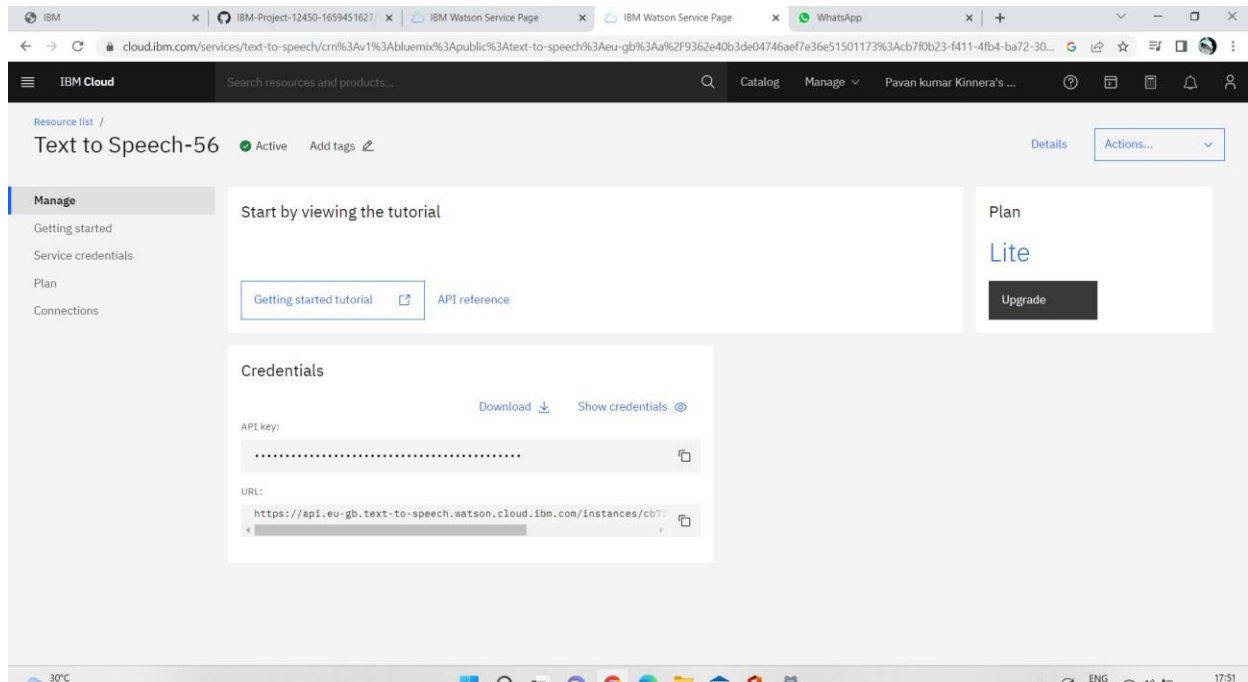 IBM
IBM-Project-12450-1659451627/
IBM Watson Service Page
IBM Watson Service Page
WhatsApp
cloud.ibm.com/services/text-to-speech/crn%3Av1%3Abluemix%3Apublic%3Atext-to-speech%3Aeu-gb%3Aa%2F9362e40b3de04746aef7e36e51501173%3Acb7f0b23-f411-4fb4-ba72-30...
IBM Cloud
Search resources and products...
Catalog
Manage
Pavan kumar Kinnera's ...
Resource list /
Text to Speech-56
Active
Add tags
Details
Actions...
Manage
Getting started
Service credentials
Plan
Connections
Start by viewing the tutorial
Getting started tutorial
API reference
Plan
Lite
Upgrade
Credentials
Download
Show credentials
API key:
............................................
URL:
https://api.eu-gb.text-to-speech.watson.cloud.ibm.com/instances/cb7
30°C
ENG
17:51